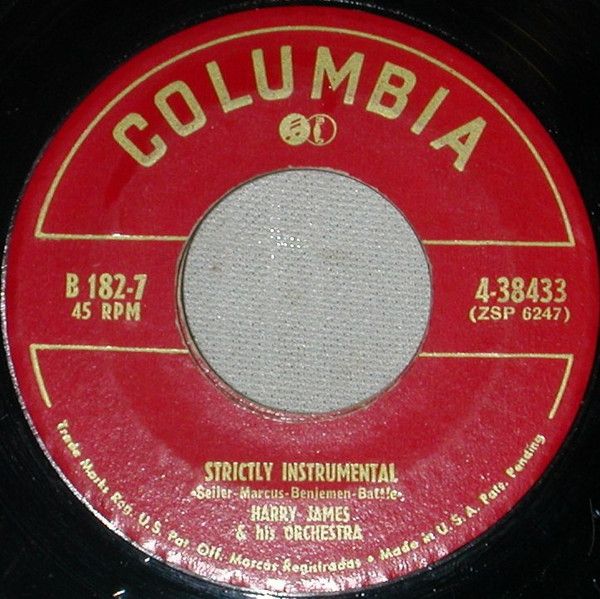 COLUMBIA
B 182-7
45 RPM
4-38433
(ZSP 6247)
STRICTLY INSTRUMENTAL
-Seiler-Marcus-Benjemen-Battle-
HARRY JAMES
& his ORCHESTRA
Trade Marks Reg. U.S. Pat. Off. Marcas Registradas • Made in U.S.A. Pats. Pending